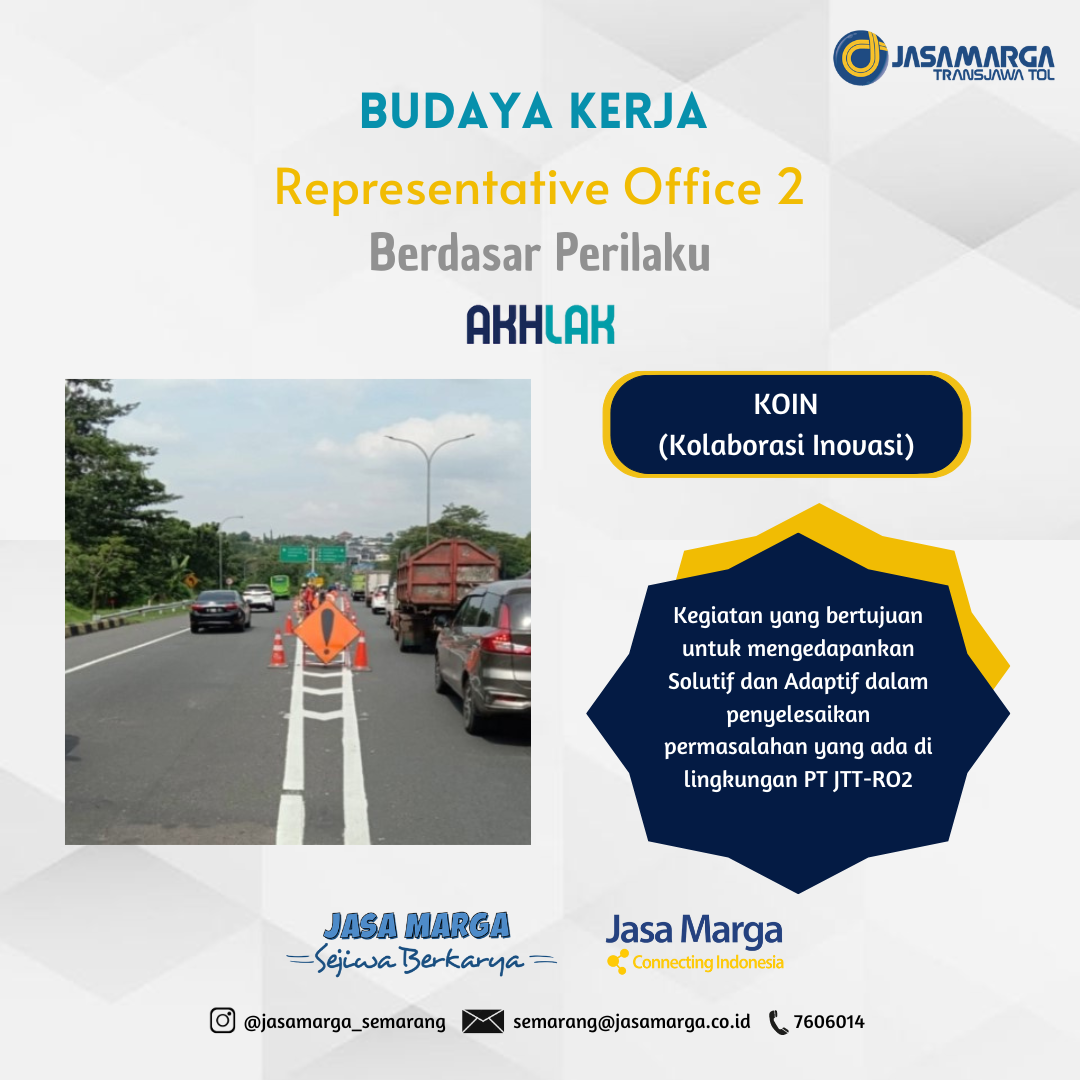 JASAMARGA
TRANSJAWA TOL
BUDAYA KERJA
Representative Office 2
Berdasar Perilaku
AKHLAK
KOIN
(Kolaborasi Inovasi)
Kegiatan yang bertujuan
untuk mengedapankan
Solutif dan Adaptif dalam
penyelesaikan
permasalahan yang ada di
lingkungan PT JTT-RO2
JASA MARGA
Sejiwa Berkarya
Jasa Marga
Connecting Indonesia
@jasamarga_semarang semarang@jasamarga.co.id 7606014